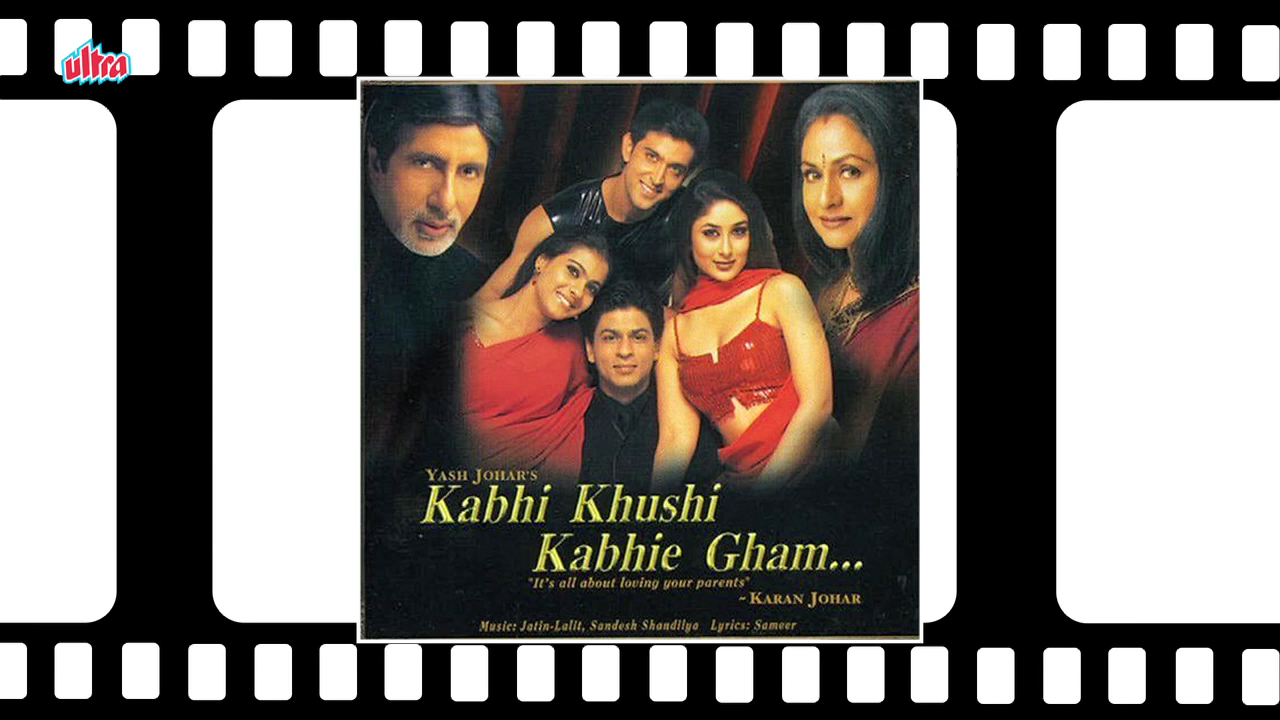 ultra
YASH JOHAR'S
Kabhi Khushi
Kabhie Gham...
"It's all about loving your parents"
~ KARAN JOHAR
Music: Jatin-Lalit, Sandesh Shandilya Lyrics: Sameer